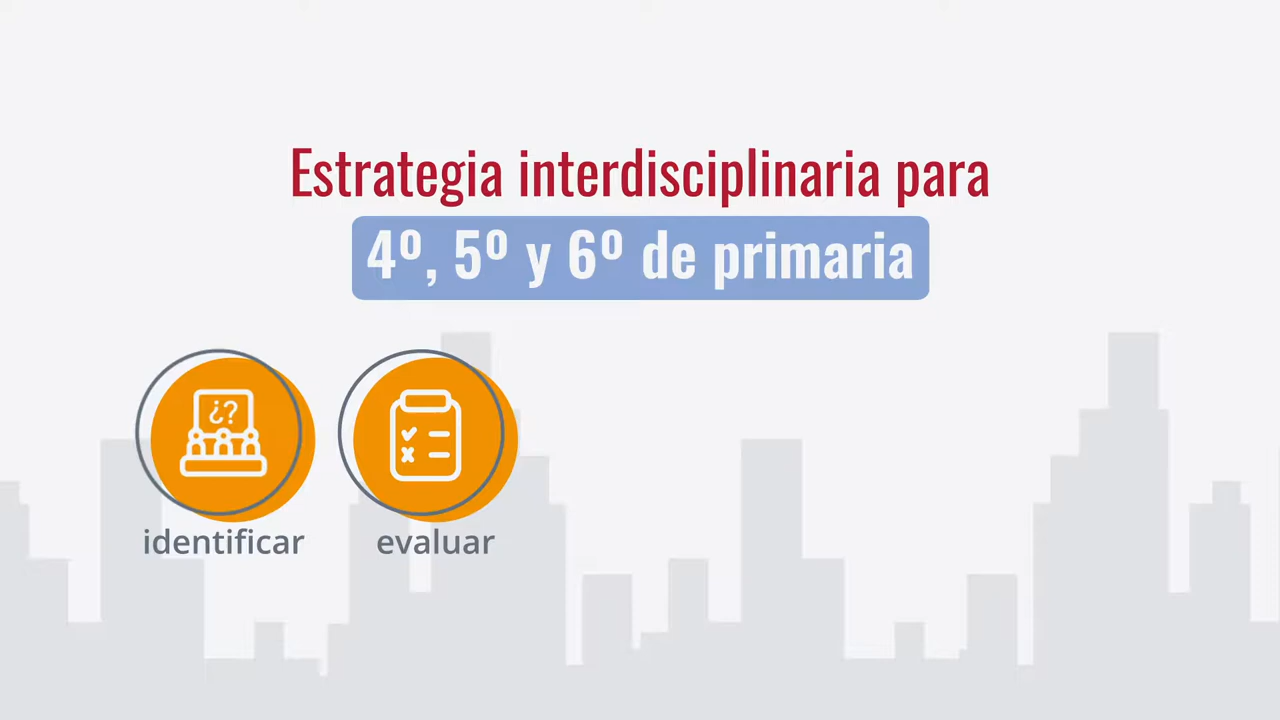 Estrategia interdisciplinaria para
4º, 5º y 6º de primaria
¿?
identificar
evaluar